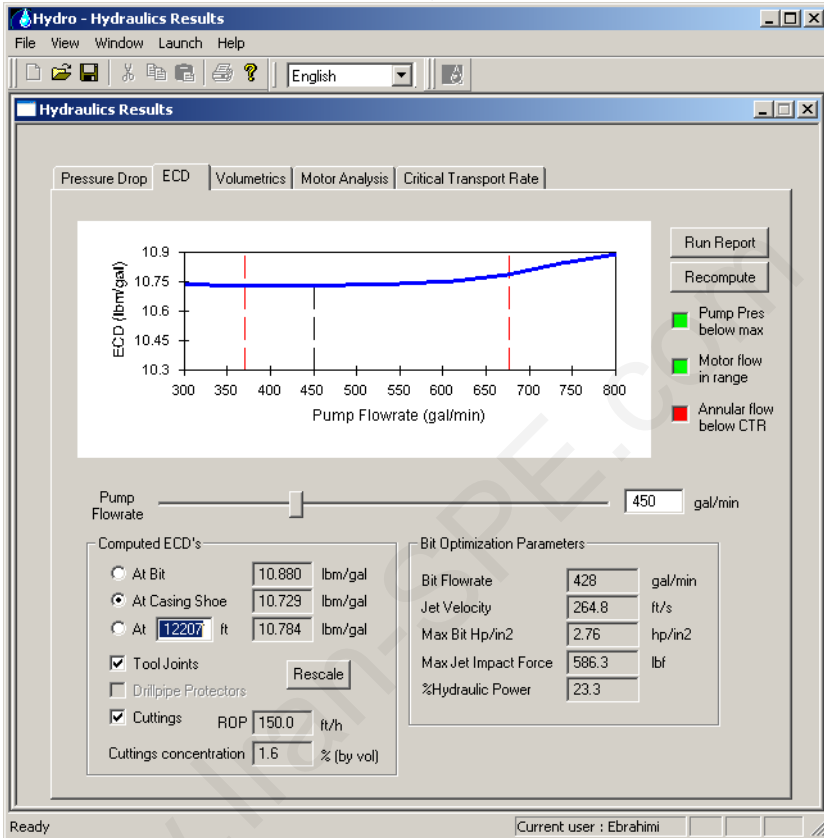 Hydro - Hydraulics Results
File View Window Launch Help
English
Hydraulics Results
Pressure Drop ECD Volumetrics Motor Analysis Critical Transport Rate
ECD (lbm/gal)
10.9
10.75
10.6
10.45
10.3
300 350 400 450 500 550 600 650 700 750 800
Pump Flowrate (gal/min)
Run Report
Recompute
Pump Pres
below max
Motor flow
in range
Annular flow
below CTR
Pump
Flowrate
450 gal/min
Computed ECD's
At Bit 10.880 lbm/gal
At Casing Shoe 10.729 lbm/gal
At 12207 ft 10.784 lbm/gal
Tool Joints
Rescale
Drillpipe Protectors
Cuttings ROP 150.0 ft/h
Cuttings concentration 1.6 % (by vol)
Bit Optimization Parameters
Bit Flowrate 428 gal/min
Jet Velocity 264.8 ft/s
Max Bit Hp/in2 2.76 hp/in2
Max Jet Impact Force 586.3 lbf
%Hydraulic Power 23.3
Ready Current user : Ebrahimi
.Iran-SPE.com